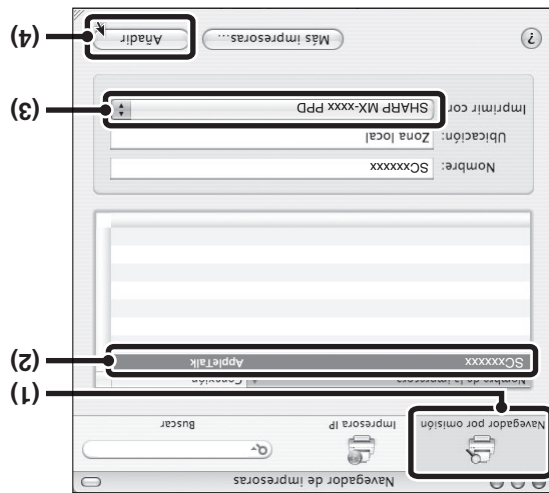 Navegador de impresoras
Navegador por omisión
Impresora IP
Buscar
(1)
Nombre de la impresora
Conexión
SCxxxxxx
AppleTalk
(2)
Nombre: SCxxxxxx
Ubicación: Zona local
Imprimir con
SHARP MX-xxxx PPD
(3)
?
Más impresoras...
Añadir
(4)